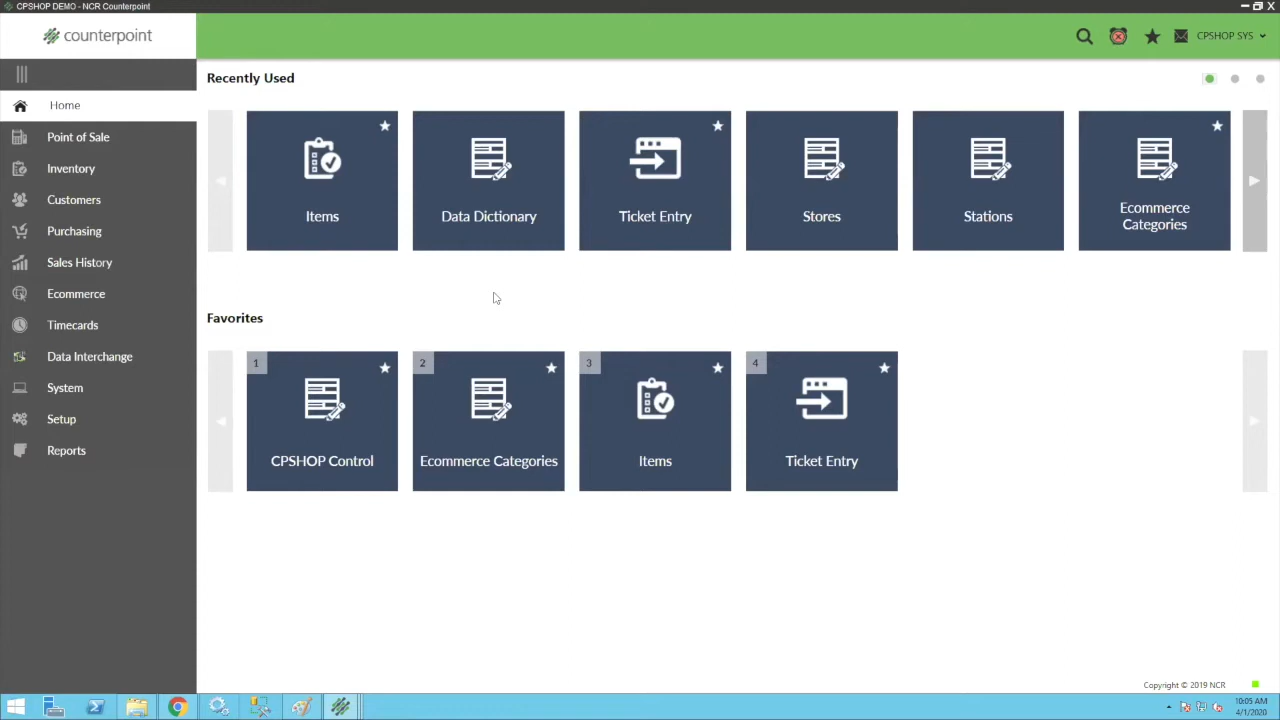 CPSHOP DEMO - NCR Counterpoint
counterpoint
CPSHOP SYS
Home
Point of Sale
Inventory
Customers
Purchasing
Sales History
Ecommerce
Timecards
Data Interchange
System
Setup
Reports
Recently Used
Items
Data Dictionary
Ticket Entry
Stores
Stations
Ecommerce
Categories
Favorites
1
CPSHOP Control
2
Ecommerce Categories
3
Items
4
Ticket Entry
Copyright © 2019 NCR
10:05 AM
4/1/2020